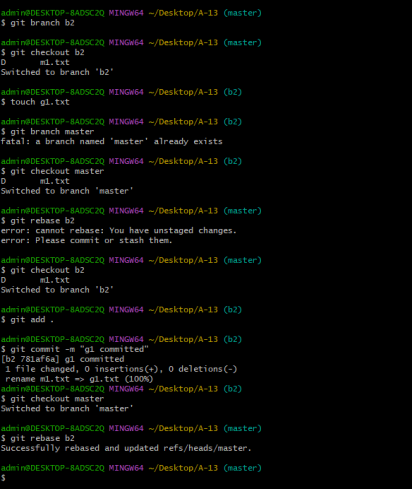 admin@DESKTOP-8ADSC2Q MINGW64 ~/Desktop/A-13 (master)
$ git branch b2
admin@DESKTOP-8ADSC2Q MINGW64 ~/Desktop/A-13 (master)
$ git checkout b2
D       m1.txt
Switched to branch 'b2'
admin@DESKTOP-8ADSC2Q MINGW64 ~/Desktop/A-13 (b2)
$ touch g1.txt
admin@DESKTOP-8ADSC2Q MINGW64 ~/Desktop/A-13 (b2)
$ git branch master
fatal: a branch named 'master' already exists
admin@DESKTOP-8ADSC2Q MINGW64 ~/Desktop/A-13 (b2)
$ git checkout master
D       m1.txt
Switched to branch 'master'
admin@DESKTOP-8ADSC2Q MINGW64 ~/Desktop/A-13 (master)
$ git rebase b2
error: cannot rebase: You have unstaged changes.
error: Please commit or stash them.
admin@DESKTOP-8ADSC2Q MINGW64 ~/Desktop/A-13 (master)
$ git checkout b2
D       m1.txt
Switched to branch 'b2'
admin@DESKTOP-8ADSC2Q MINGW64 ~/Desktop/A-13 (b2)
$ git add .
admin@DESKTOP-8ADSC2Q MINGW64 ~/Desktop/A-13 (b2)
$ git commit -m "g1 committed"
[b2 781af6a] g1 committed
 1 file changed, 0 insertions(+), 0 deletions(-)
 rename m1.txt => g1.txt (100%)
admin@DESKTOP-8ADSC2Q MINGW64 ~/Desktop/A-13 (b2)
$ git checkout master
Switched to branch 'master'
admin@DESKTOP-8ADSC2Q MINGW64 ~/Desktop/A-13 (master)
$ git rebase b2
Successfully rebased and updated refs/heads/master.
admin@DESKTOP-8ADSC2Q MINGW64 ~/Desktop/A-13 (master)
$